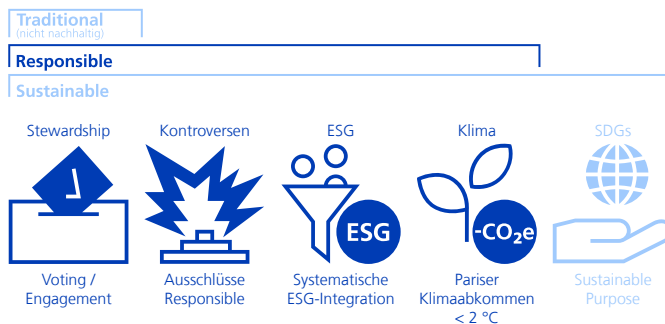 Traditional
(nicht nachhaltig)
Responsible
Sustainable
Stewardship
Kontroversen
ESG
Klima
SDGs
ESG
-CO₂e
Voting /
Engagement
Ausschlüsse
Responsible
Systematische
ESG-Integration
Pariser
Klimaabkommen
< 2 °C
Sustainable
Purpose